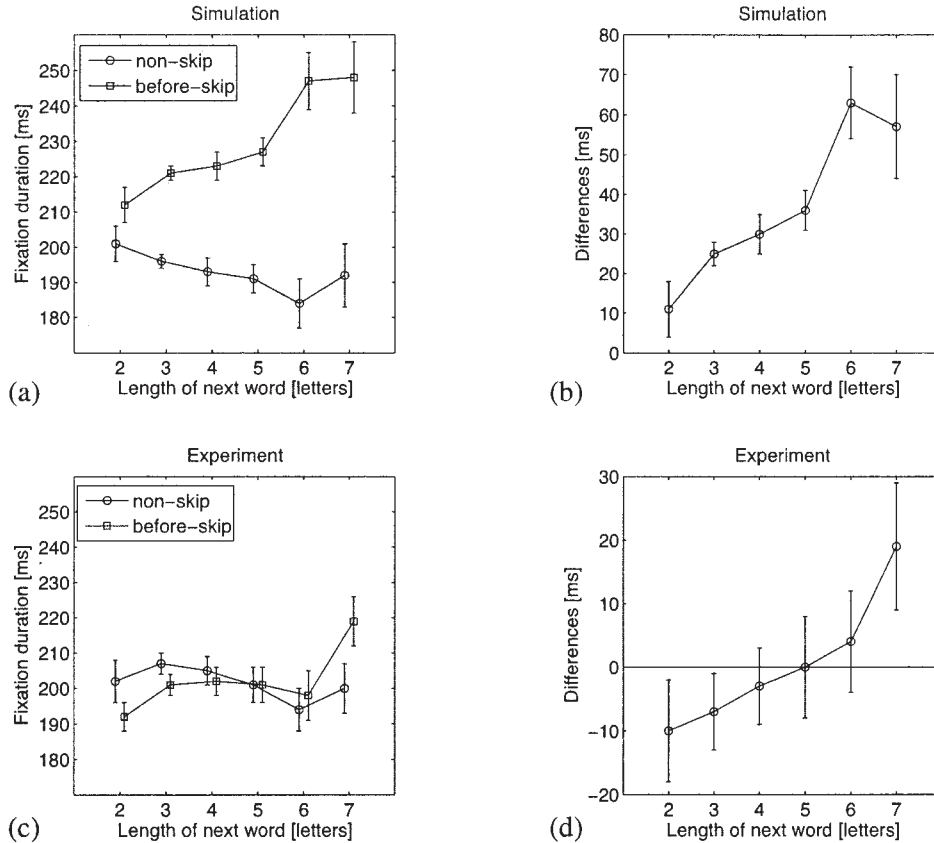 Simulation
250
240
230
220
210
200
190
180
Fixation duration [ms]
non-skip
before-skip
2 3 4 5 6 7
Length of next word [letters]
(a)
Simulation
80
70
60
50
40
30
20
10
0
Differences [ms]
2 3 4 5 6 7
Length of next word [letters]
(b)
Experiment
250
240
230
220
210
200
190
180
Fixation duration [ms]
non-skip
before-skip
2 3 4 5 6 7
Length of next word [letters]
(c)
Experiment
30
20
10
0
-10
-20
Differences [ms]
2 3 4 5 6 7
Length of next word [letters]
(d)